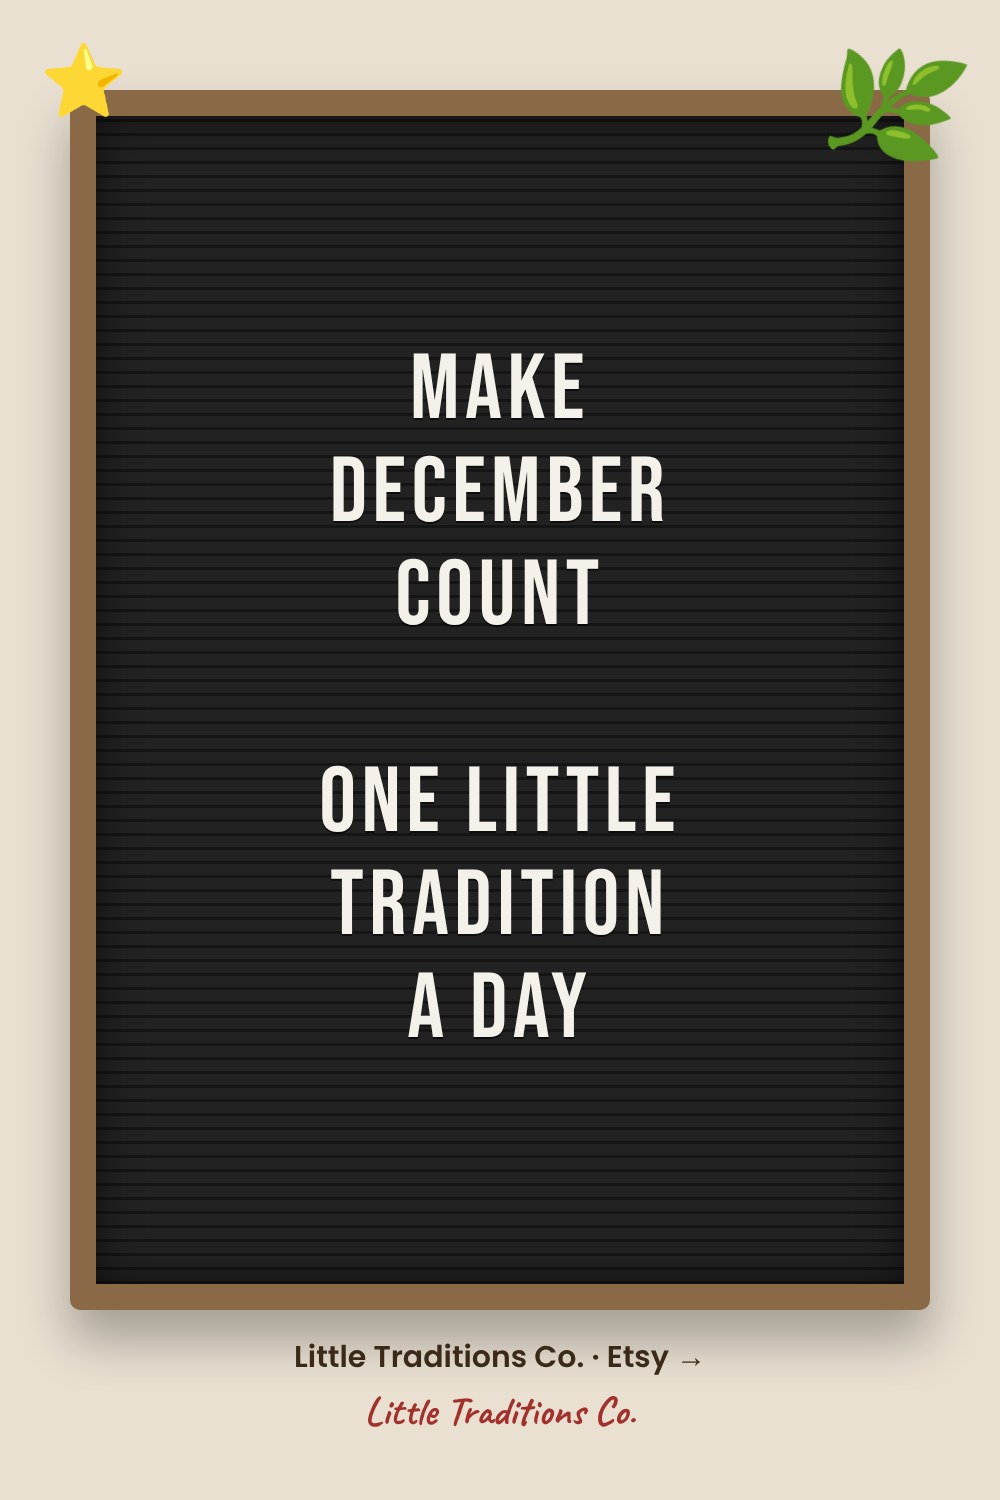 MAKE
DECEMBER
COUNT
ONE LITTLE
TRADITION
A DAY
Little Traditions Co. · Etsy →
Little Traditions Co.